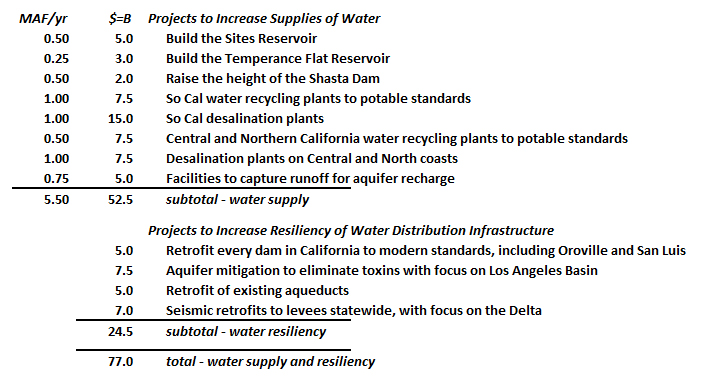 MAF/yr $=B Projects to Increase Supplies of Water
0.50 5.0 Build the Sites Reservoir
0.25 3.0 Build the Temperance Flat Reservoir
0.50 2.0 Raise the height of the Shasta Dam
1.00 7.5 So Cal water recycling plants to potable standards
1.00 15.0 So Cal desalination plants
0.50 7.5 Central and Northern California water recycling plants to potable standards
1.00 7.5 Desalination plants on Central and North coasts
0.75 5.0 Facilities to capture runoff for aquifer recharge
5.50 52.5 subtotal - water supply
Projects to Increase Resiliency of Water Distribution Infrastructure
5.0 Retrofit every dam in California to modern standards, including Oroville and San Luis
7.5 Aquifer mitigation to eliminate toxins with focus on Los Angeles Basin
5.0 Retrofit of existing aqueducts
7.0 Seismic retrofits to levees statewide, with focus on the Delta
24.5 subtotal - water resiliency
77.0 total - water supply and resiliency